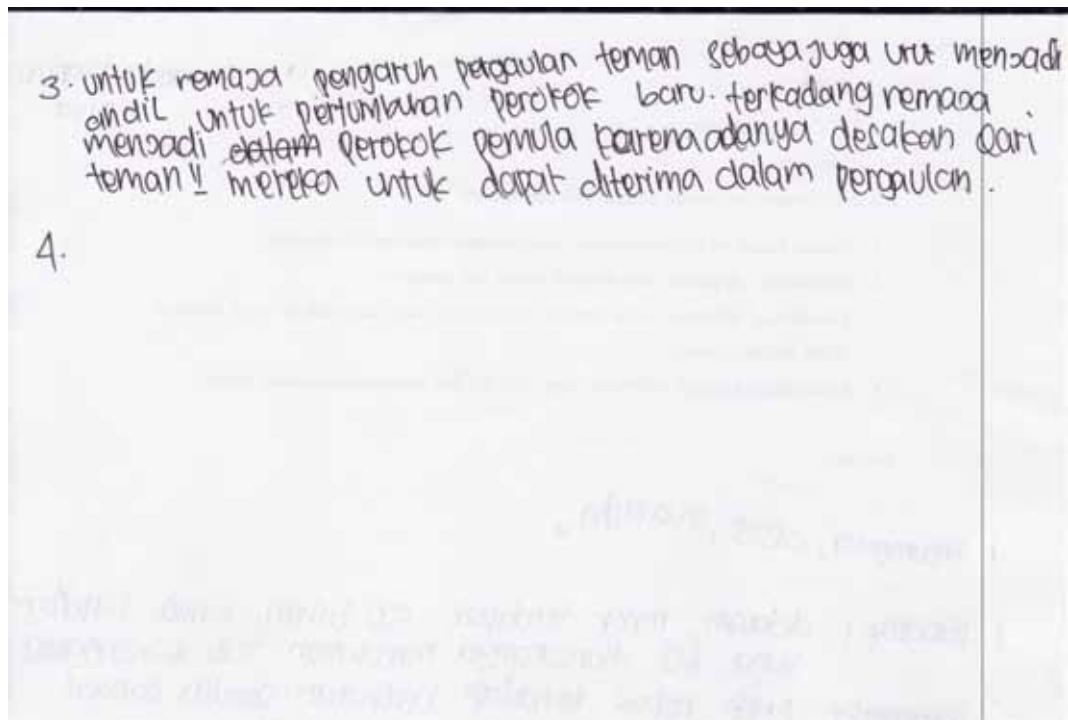 3. untuk remaja pengaruh pergaulan teman sebaya juga urut menjadi
andil untuk pertumbuhan perokok baru. terkadang remaja
menjadi dalam perokok pemula karena adanya desakan dari
teman" mereka untuk dapat diterima dalam pergaulan.
4.